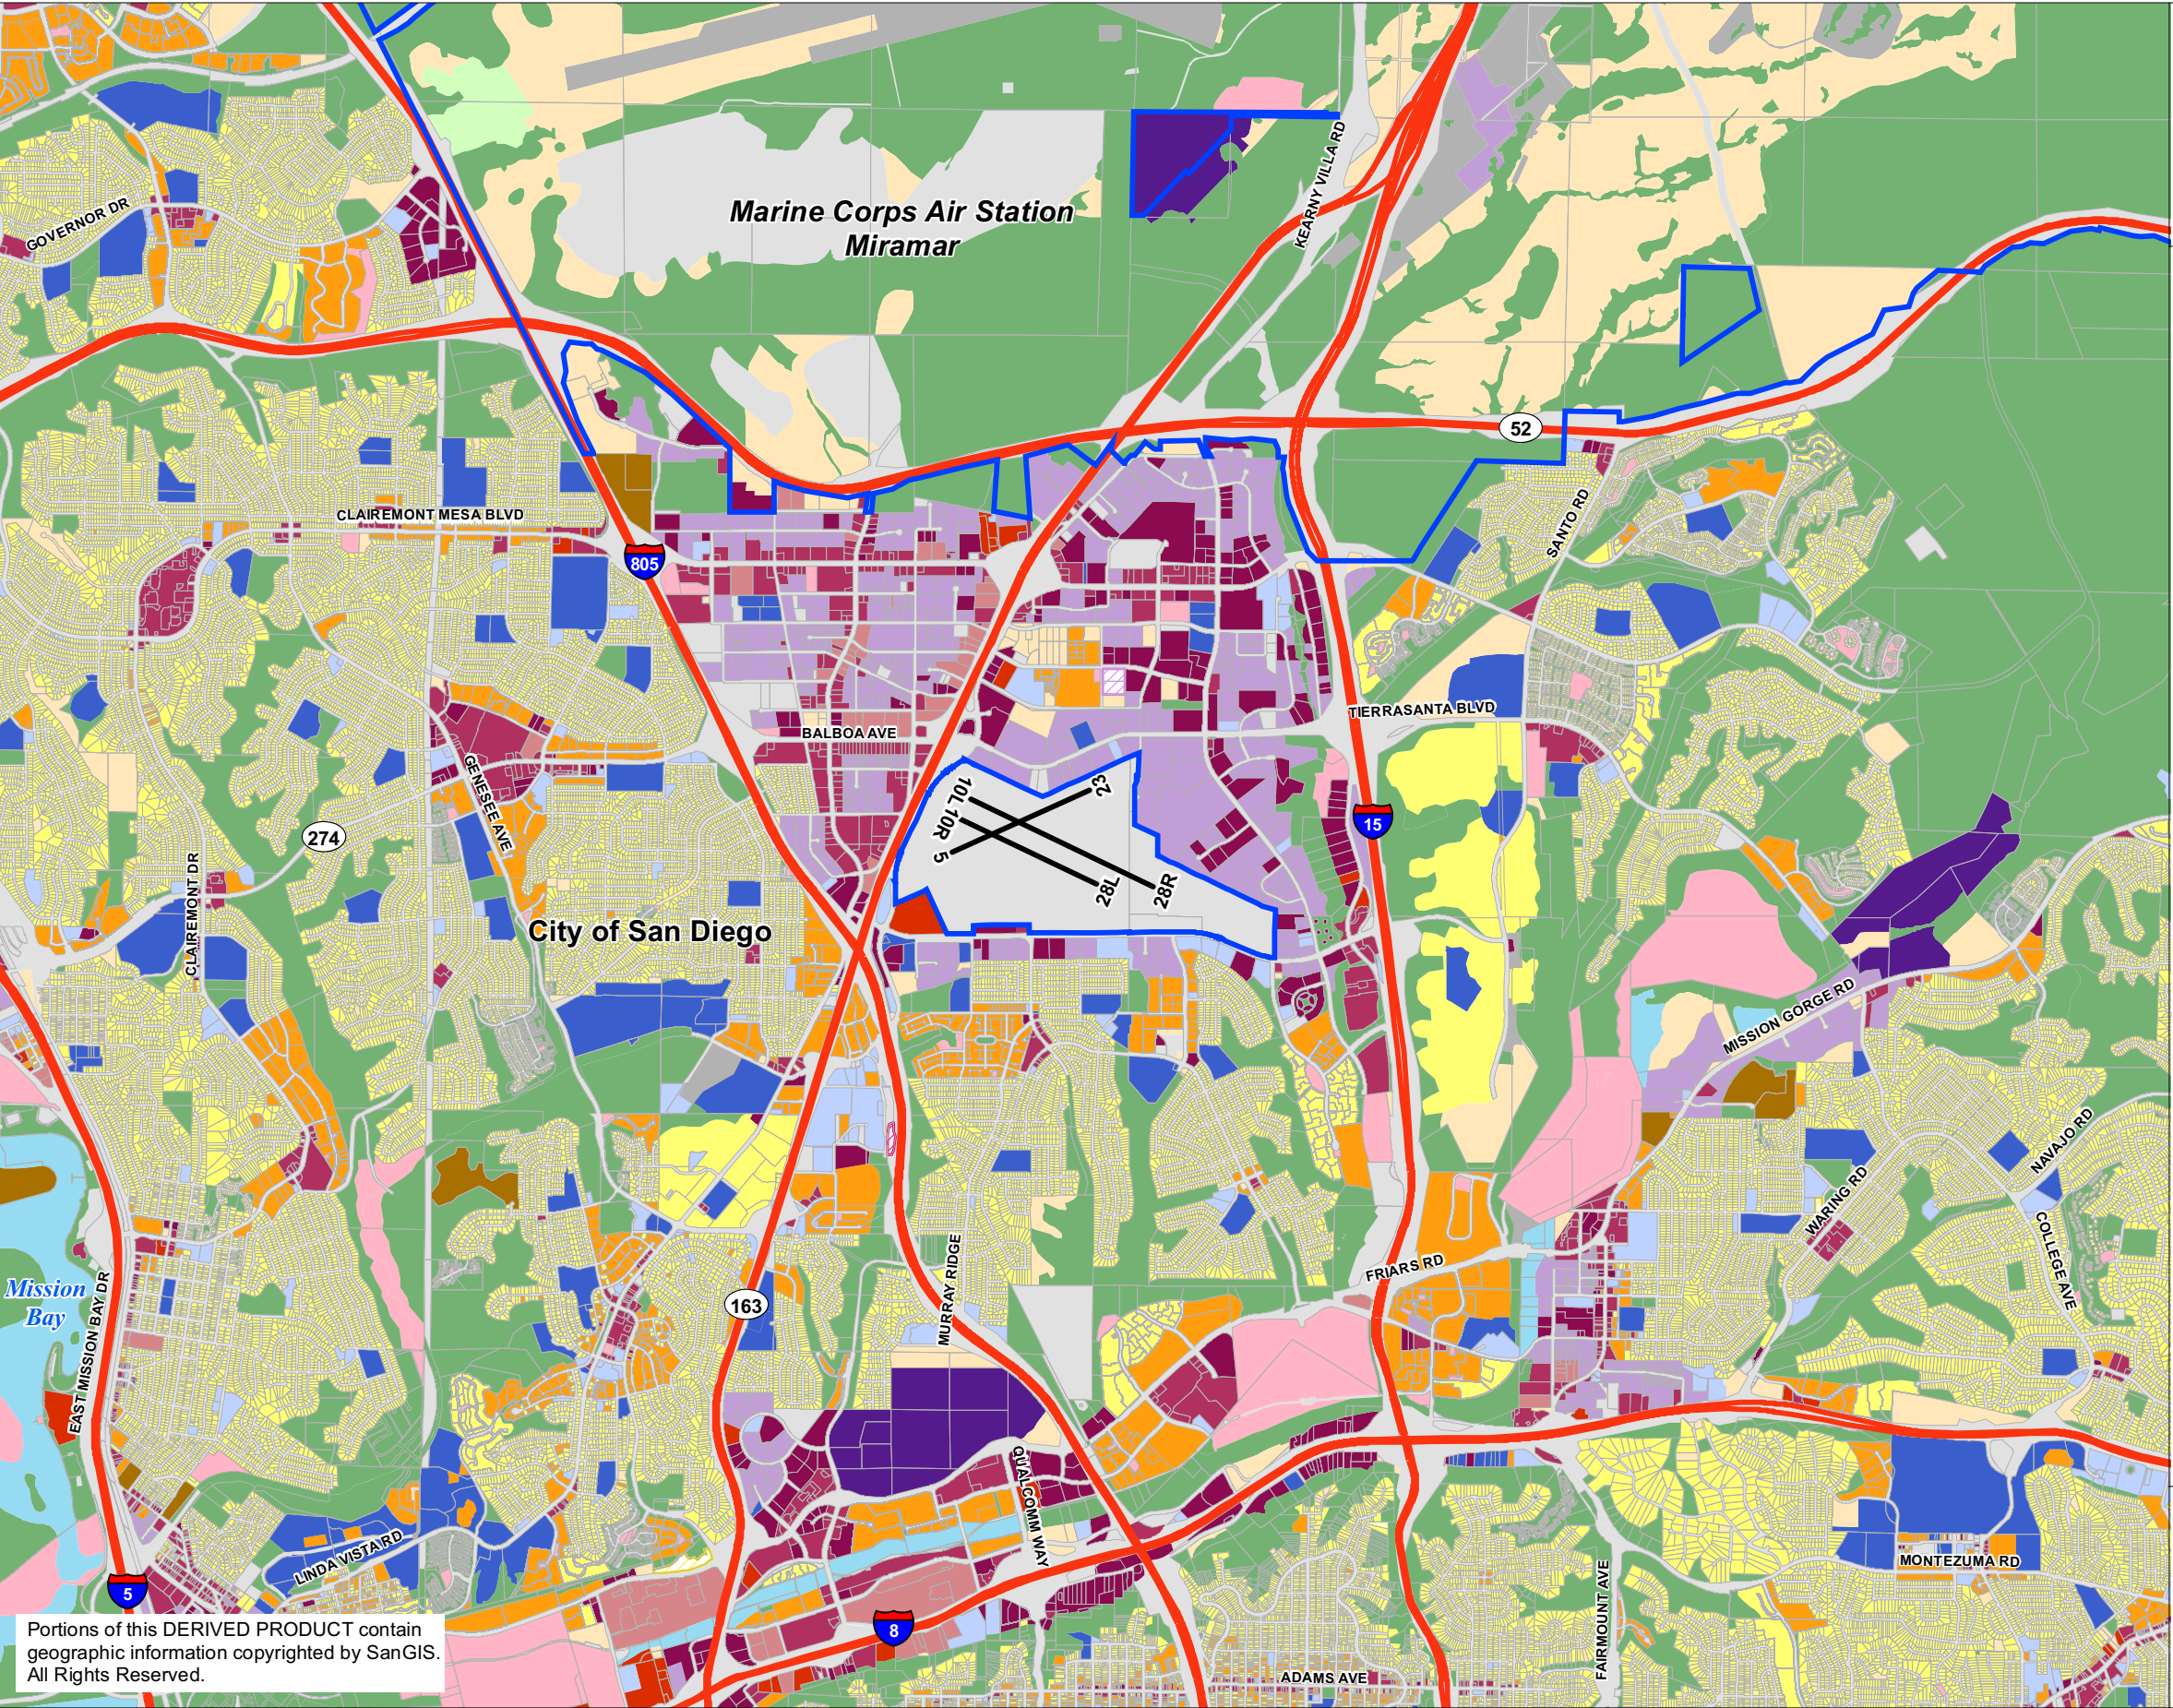 KEARNY VILLA RD
Marine Corps Air Station
Miramar
GOVERNOR DR
52
CLAIREMONT MESA BLVD
SANTO RD
805
TIERRASANTA BLVD
BALBOA AVE
GENESEE AVE
10L
23
10R
5
274
15
28L
28R
CLAIREMONT DR
City of San Diego
MISSION GORGE RD
NAVAJO RD
WARING RD
COLLEGE AVE
MURRAY RIDGE
FRIARS RD
Mission
Bay
163
EAST MISSION BAY DR
QUALCOMM WAY
LINDA VISTA RD
MONTEZUMA RD
5
8
FAIRMOUNT AVE
ADAMS AVE
Portions of this DERIVED PRODUCT contain
geographic information copyrighted by SanGIS.
All Rights Reserved.